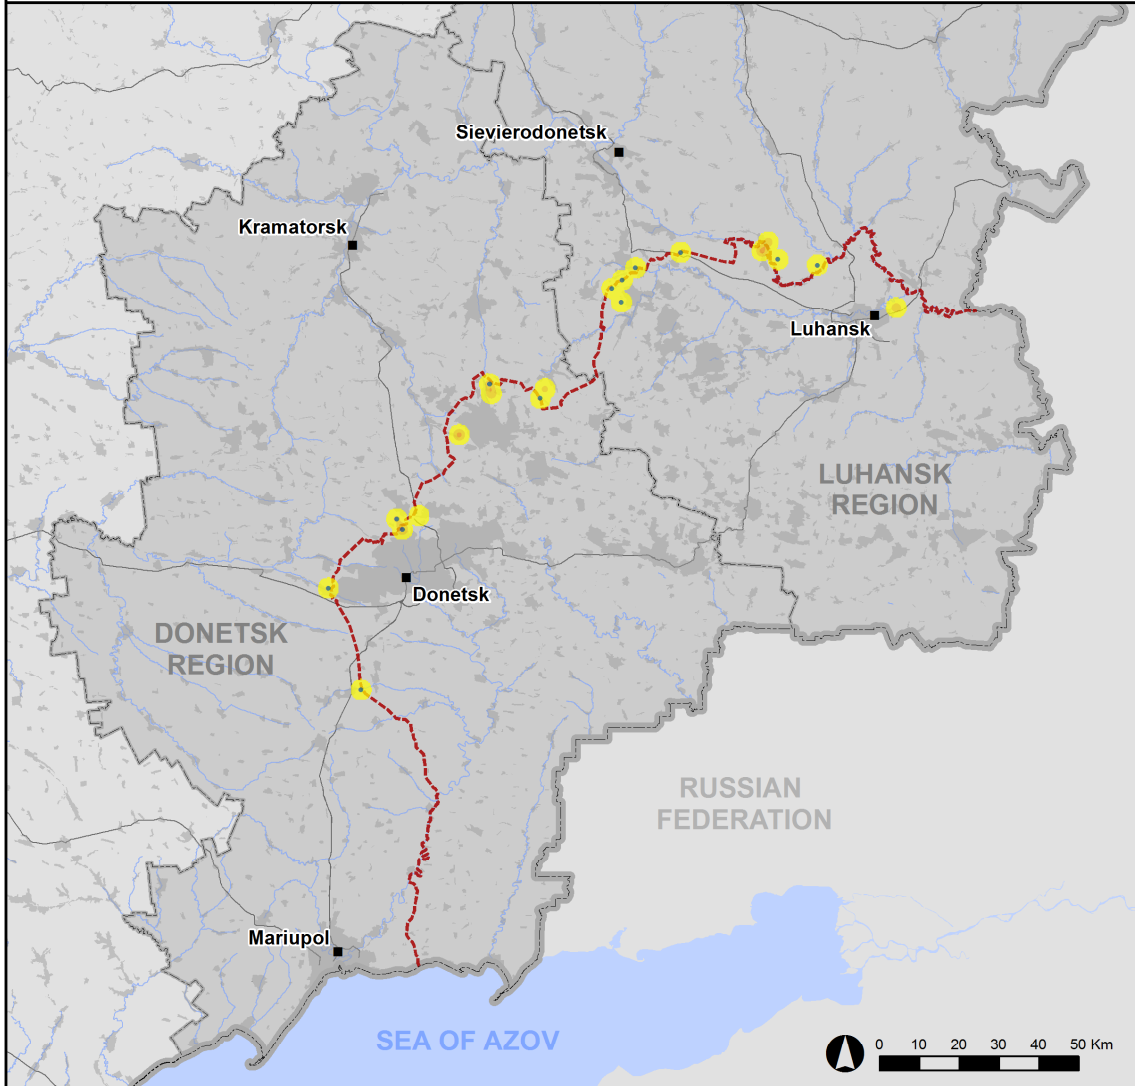 Sievierodonetsk
Kramatorsk
Luhansk
LUHANSK
REGION
Donetsk
DONETSK
REGION
RUSSIAN
FEDERATION
Mariupol
SEA OF AZOV
0 10 20 30 40 50 Km